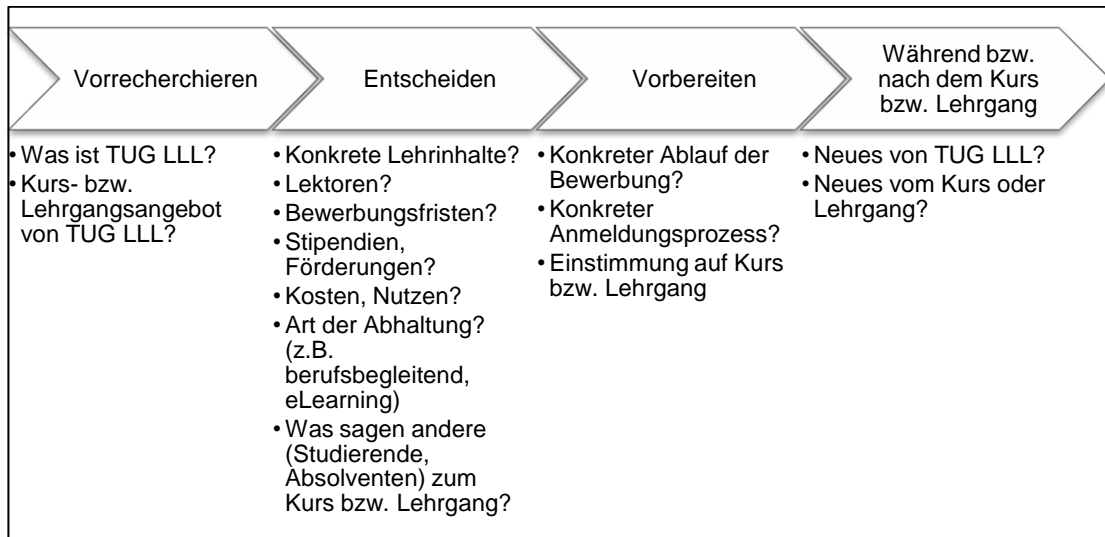 Vorrecherchieren
Entscheiden
Vorbereiten
Während bzw.
nach dem Kurs
bzw. Lehrgang
• Was ist TUG LLL?
• Kurs- bzw.
Lehrgangsangebot
von TUG LLL?
• Konkrete Lehrinhalte?
• Lektoren?
• Bewerbungsfristen?
• Stipendien,
Förderungen?
• Kosten, Nutzen?
• Art der Abhaltung?
(z.B.
berufsbegleitend,
eLearning)
• Was sagen andere
(Studierende,
Absolventen) zum
Kurs bzw. Lehrgang?
• Konkreter Ablauf der
Bewerbung?
• Konkreter
Anmeldungsprozess?
• Einstimmung auf Kurs
bzw. Lehrgang
• Neues von TUG LLL?
• Neues vom Kurs oder
Lehrgang?